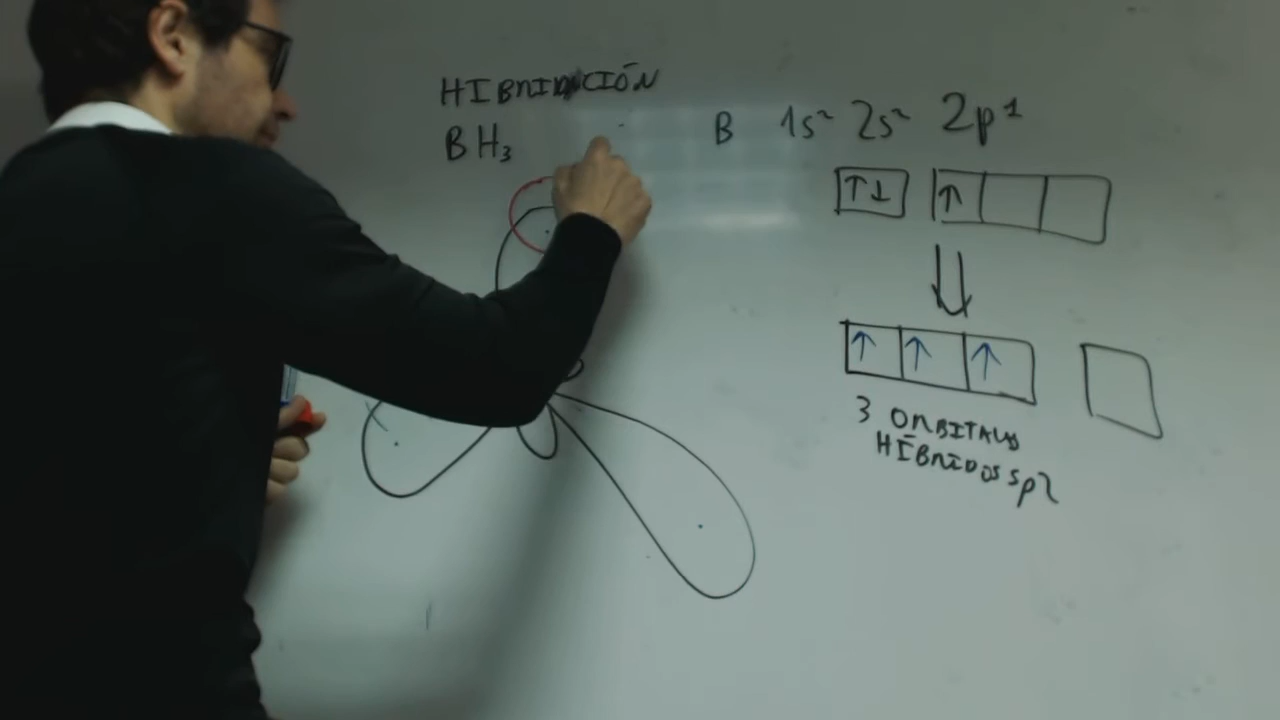 HIBRIDACIÓN
BH₃
B 1s² 2s² 2p¹
↑↓ ↑
↑ ↑ ↑
3 ORBITALES
HÍBRIDOS sp2